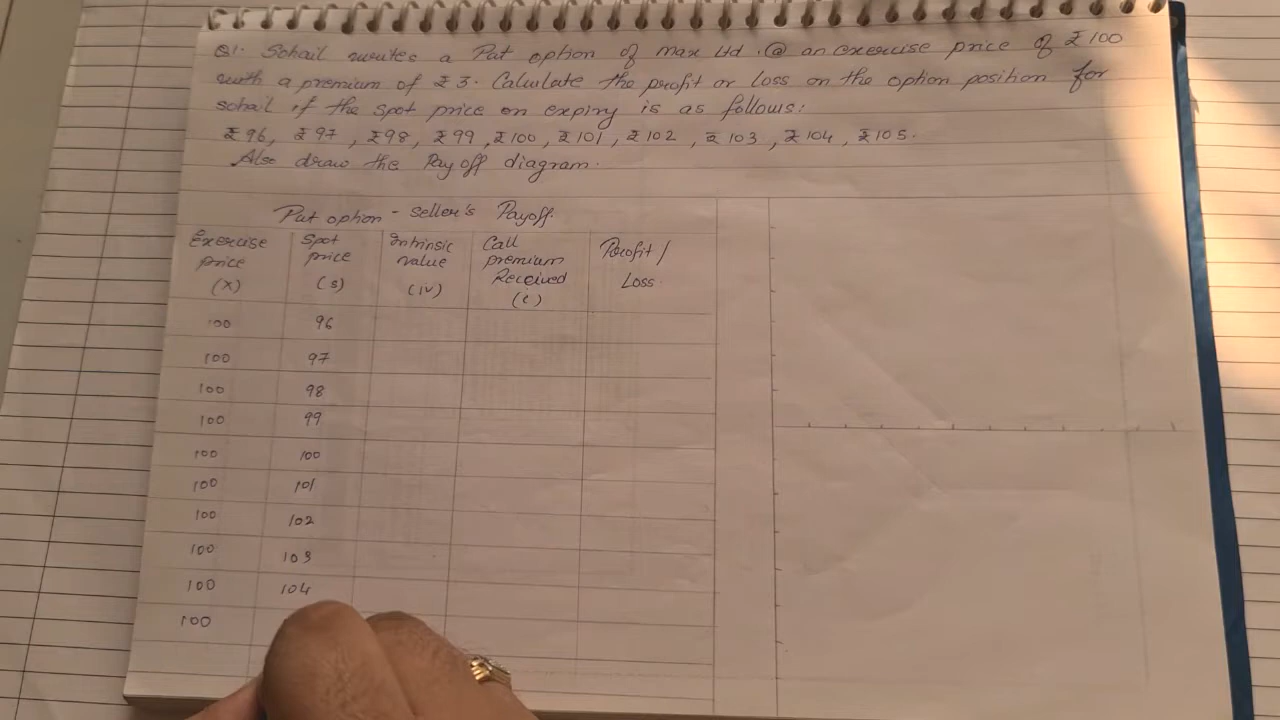 Q1. Sohail writes a Put option of Max Ltd. @ an exercise price of ₹100
with a premium of ₹3. Calculate the profit or loss on the option position for
sohail if the spot price on expiry is as follows:
₹96, ₹97, ₹98, ₹99, ₹100, ₹101, ₹102, ₹103, ₹104, ₹105.
Also draw the Pay off diagram.
Put option - seller's Payoff.
Exercise price (X) Spot price (s) Intrinsic value (iv) Call premium Received (c) Profit / Loss.
100 96
100 97
100 98
100 99
100 100
100 101
100 102
100 103
100 104
100